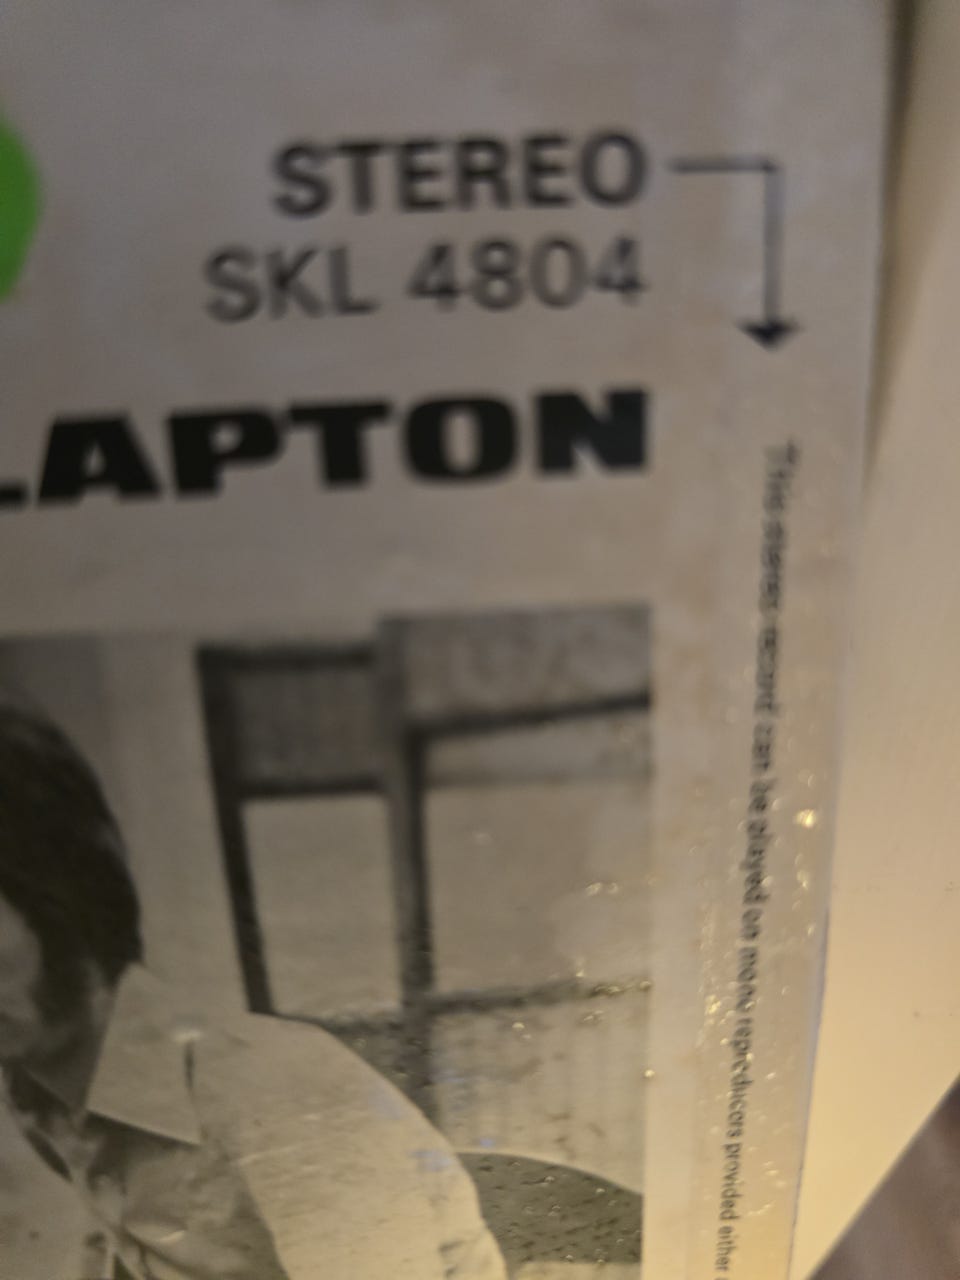 STEREO
SKL 4804
LAPTON
This stereo record can be played on mono reproducers provided either